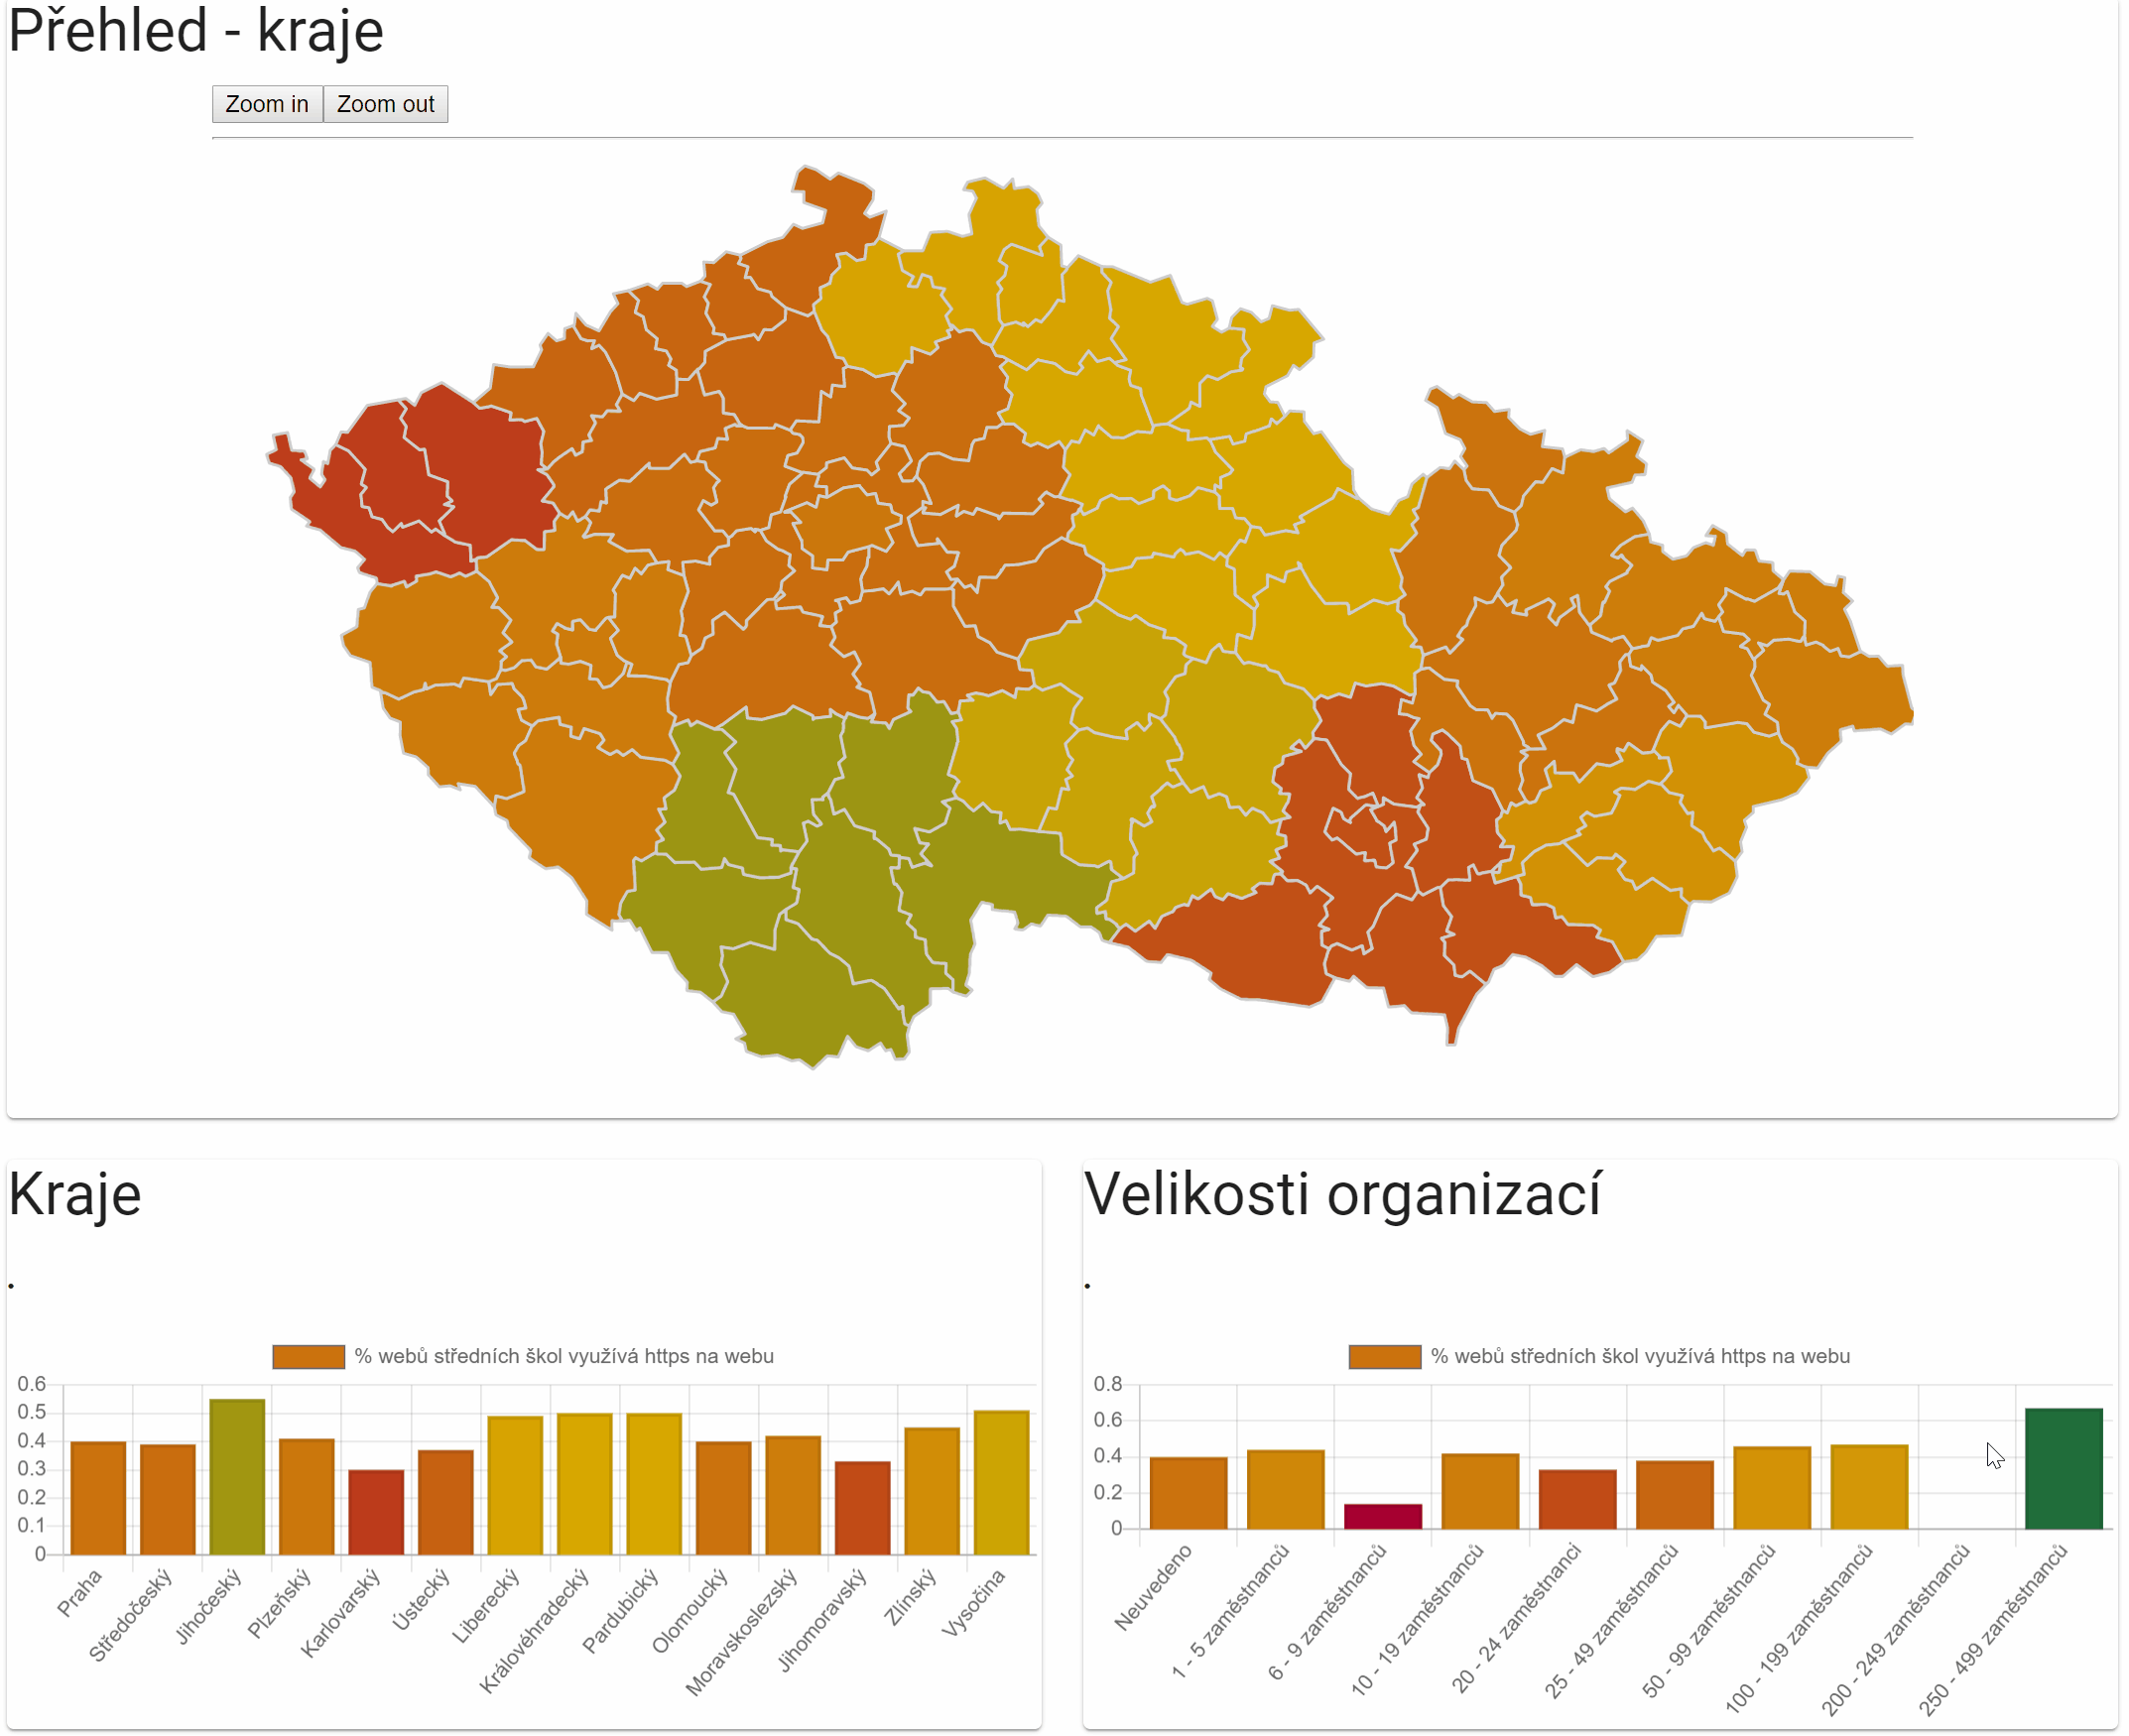 Přehled - kraje
Zoom in Zoom out
Kraje
.
% webů středních škol využívá https na webu
0.6
0.5
0.4
0.3
0.2
0.1
0
Praha
Středočeský
Jihočeský
Plzeňský
Karlovarský
Ústecký
Liberecký
Královéhradecký
Pardubický
Olomoucký
Moravskoslezský
Jihomoravský
Zlínský
Vysočina
Velikosti organizací
.
% webů středních škol využívá https na webu
0.8
0.6
0.4
0.2
0
Neuvedeno
1 - 5 zaměstnanců
6 - 9 zaměstnanců
10 - 19 zaměstnanců
20 - 24 zaměstnanci
25 - 49 zaměstnanců
50 - 99 zaměstnanců
100 - 199 zaměstnanců
200 - 249 zaměstnanců
250 - 499 zaměstnanců